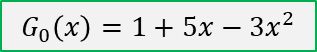 G₀(x) = 1 + 5x − 3x²